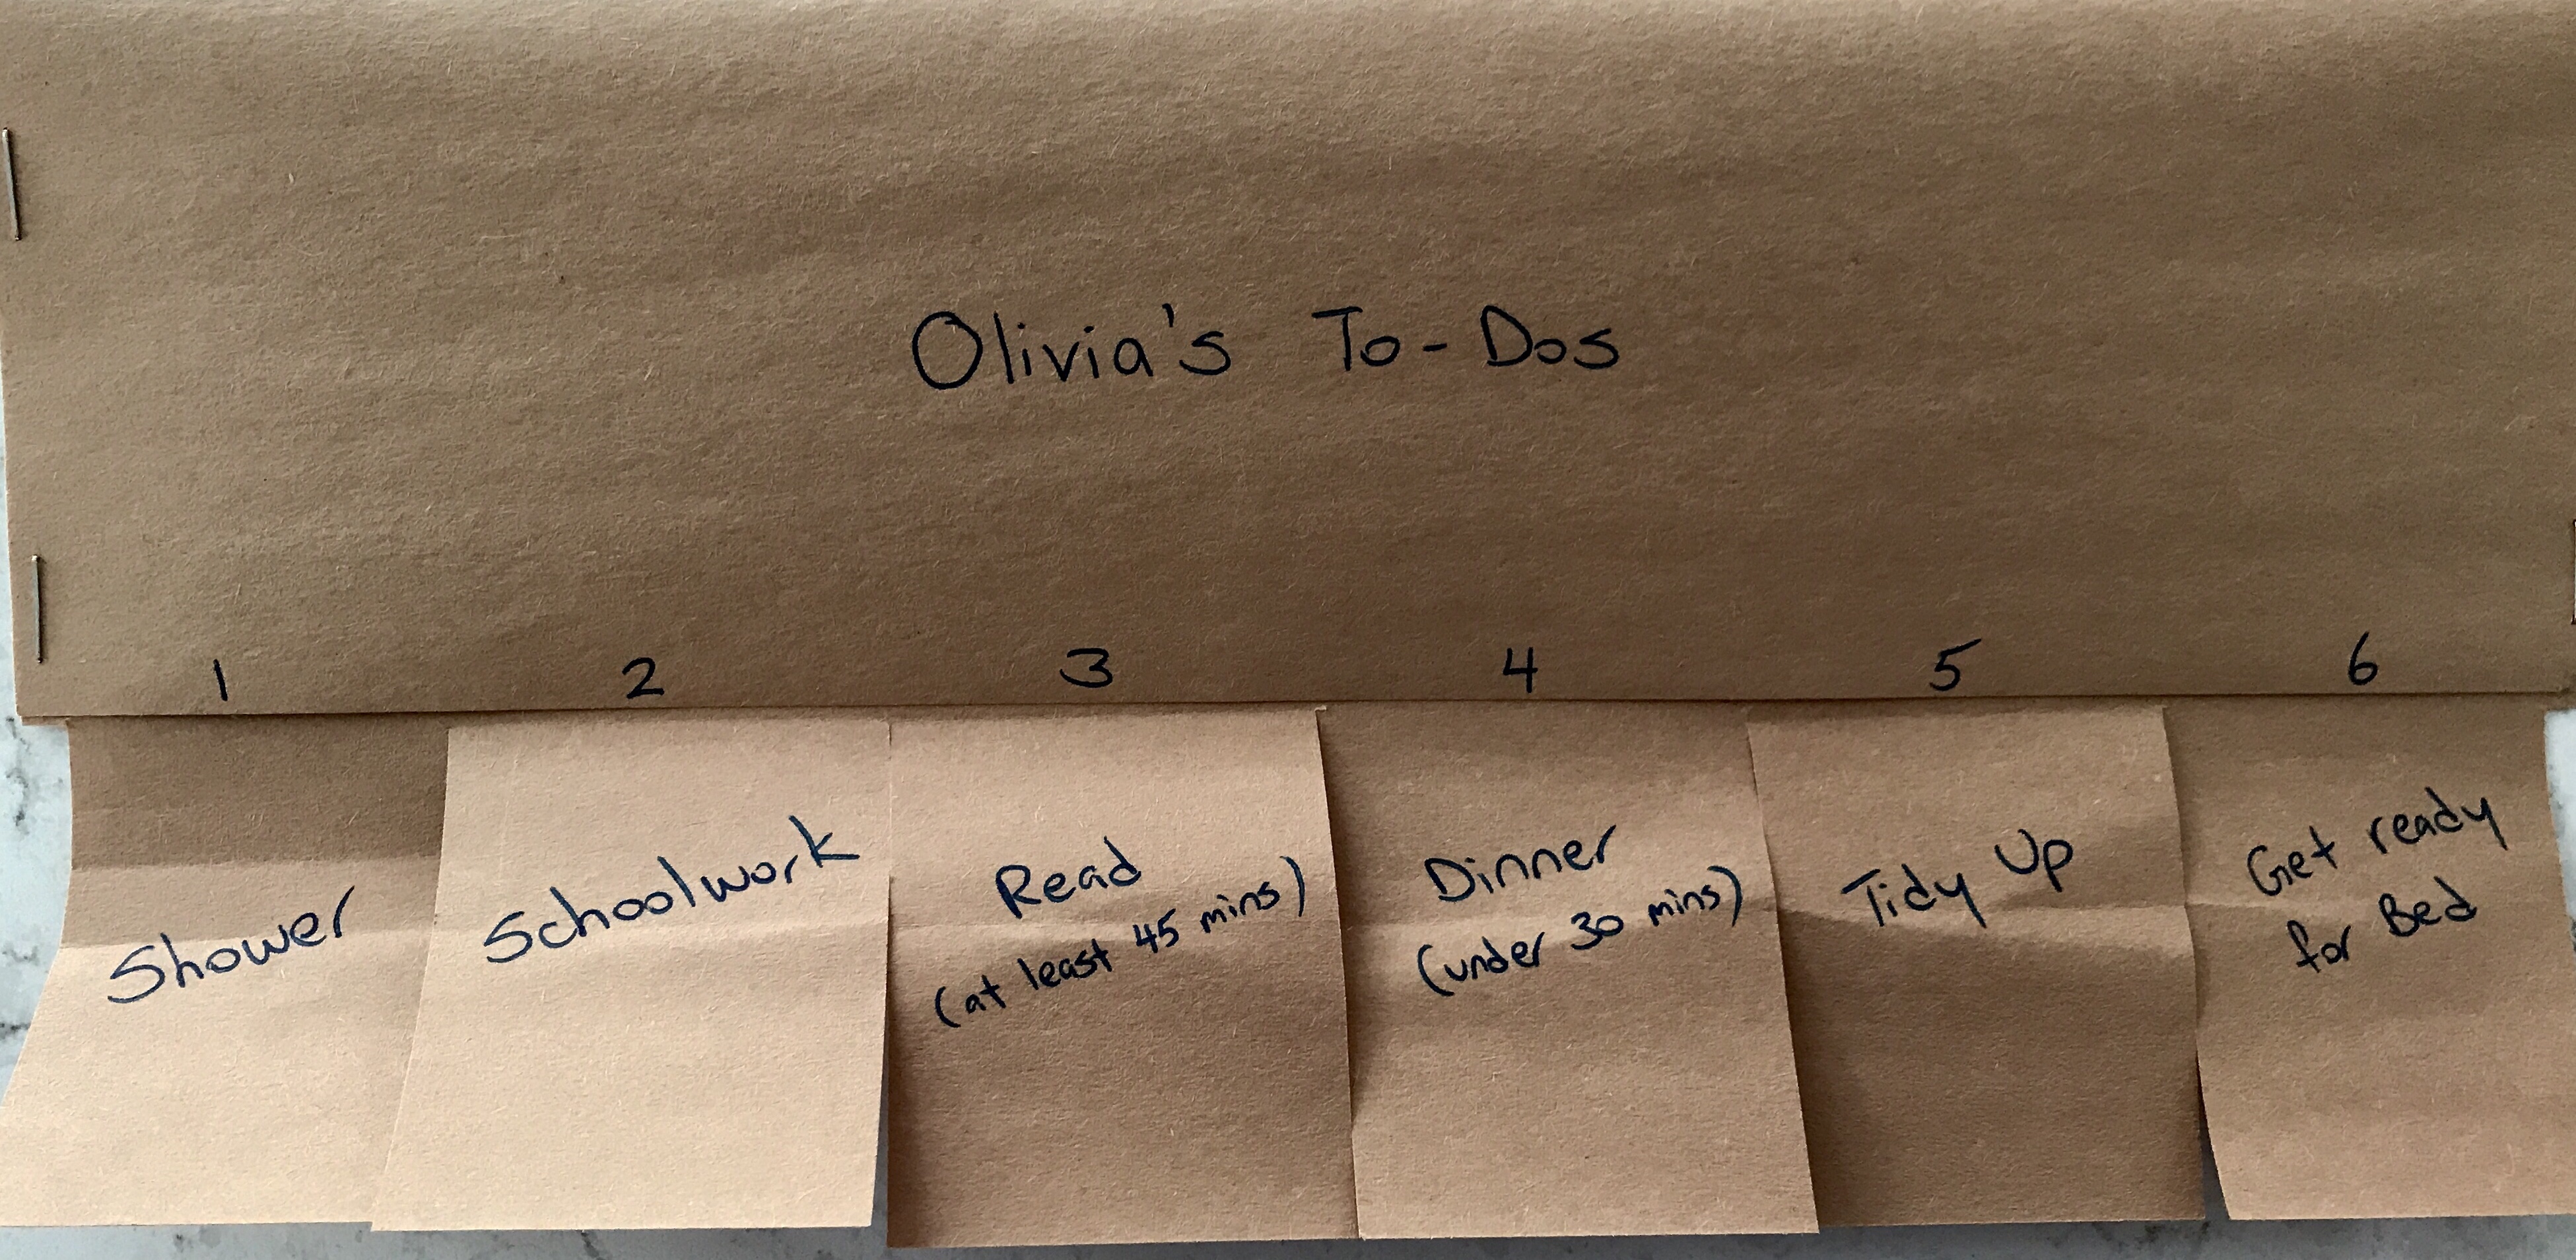 Olivia's To-Dos
1 2 3 4 5 6
Shower
Schoolwork
Read
(at least 45 mins)
Dinner
(under 30 mins)
Tidy Up
Get ready
for Bed